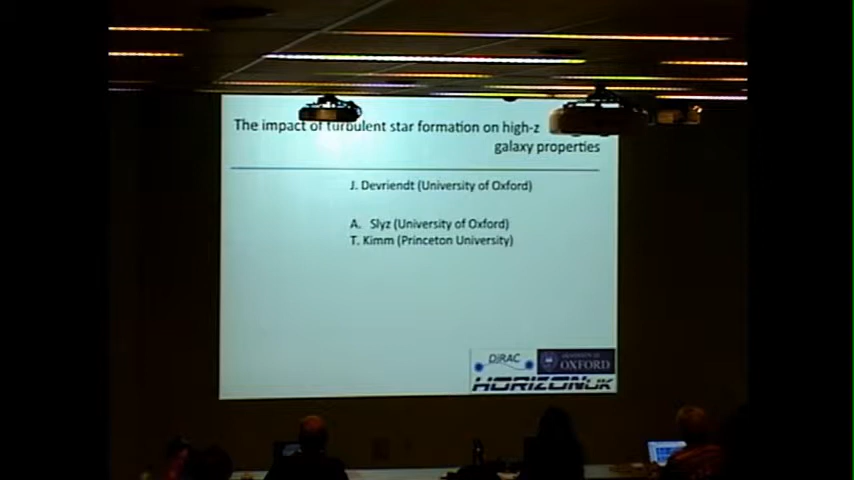 The impact of turbulent star formation on high-z
galaxy properties
J. Devriendt (University of Oxford)
A. Slyz (University of Oxford)
T. Kimm (Princeton University)
DiRAC
UNIVERSITY OF
OXFORD
HORIZON UK